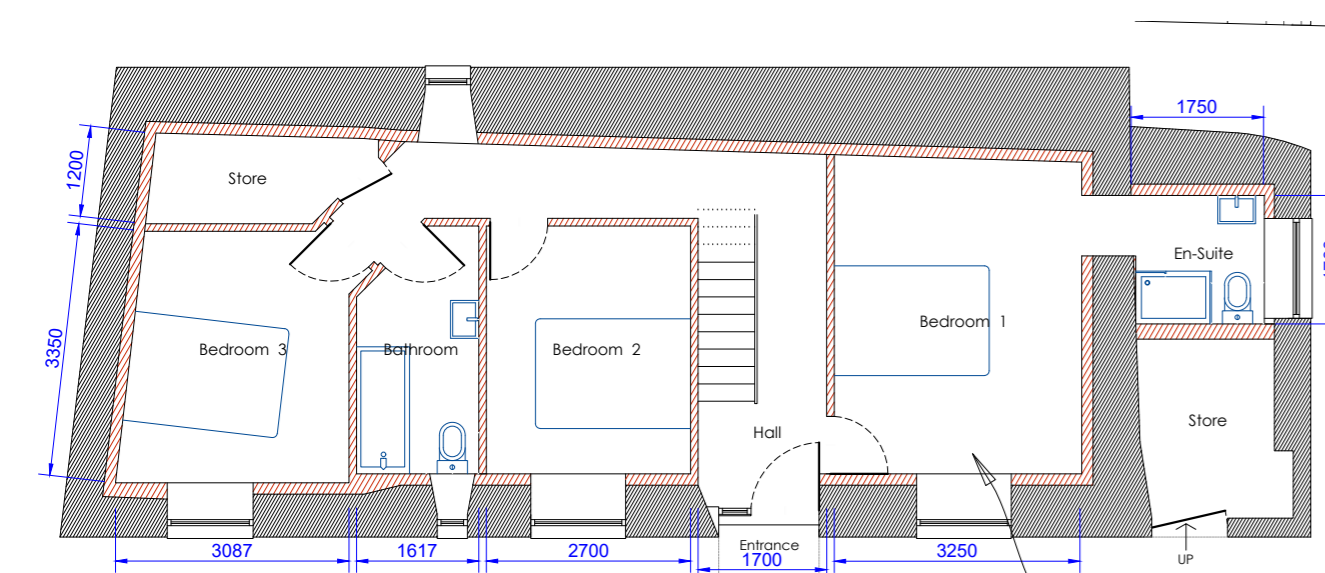 1750
1200
Store
En-Suite
Bedroom 1
3350
Bedroom 3
Bathroom
Bedroom 2
Store
Hall
Entrance
UP
3087
1617
2700
1700
3250